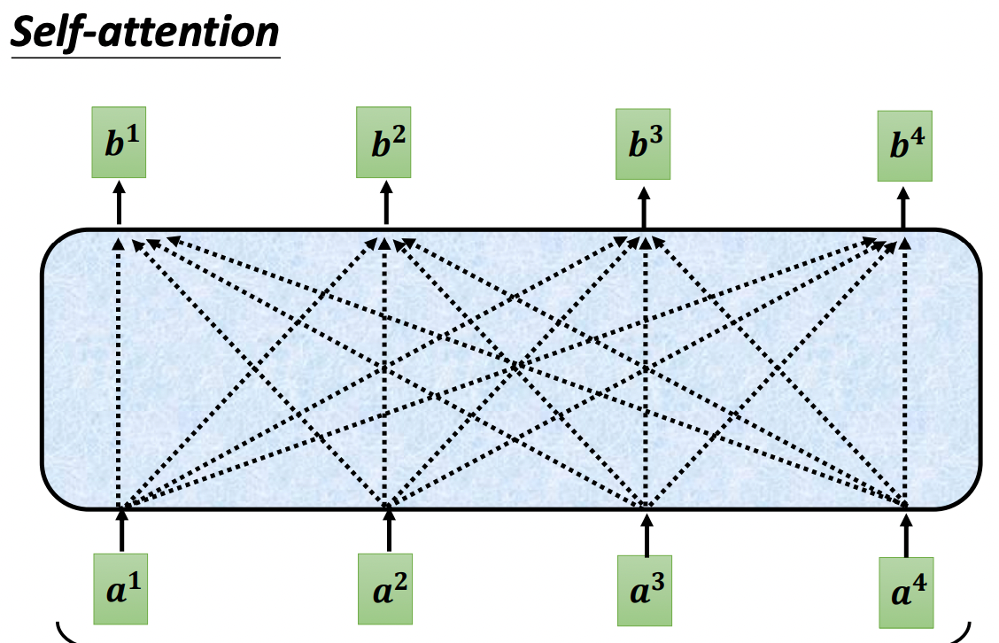 Self-attention
b¹ b² b³ b⁴
a¹ a² a³ a⁴